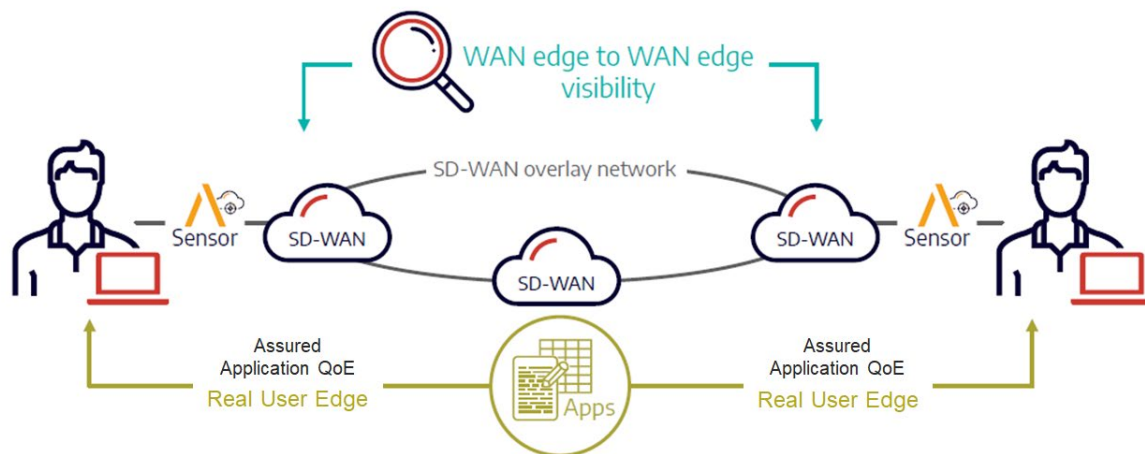 WAN edge to WAN edge
visibility
SD-WAN overlay network
Sensor
SD-WAN
SD-WAN
SD-WAN
Sensor
Assured
Application QoE
Real User Edge
Apps
Assured
Application QoE
Real User Edge